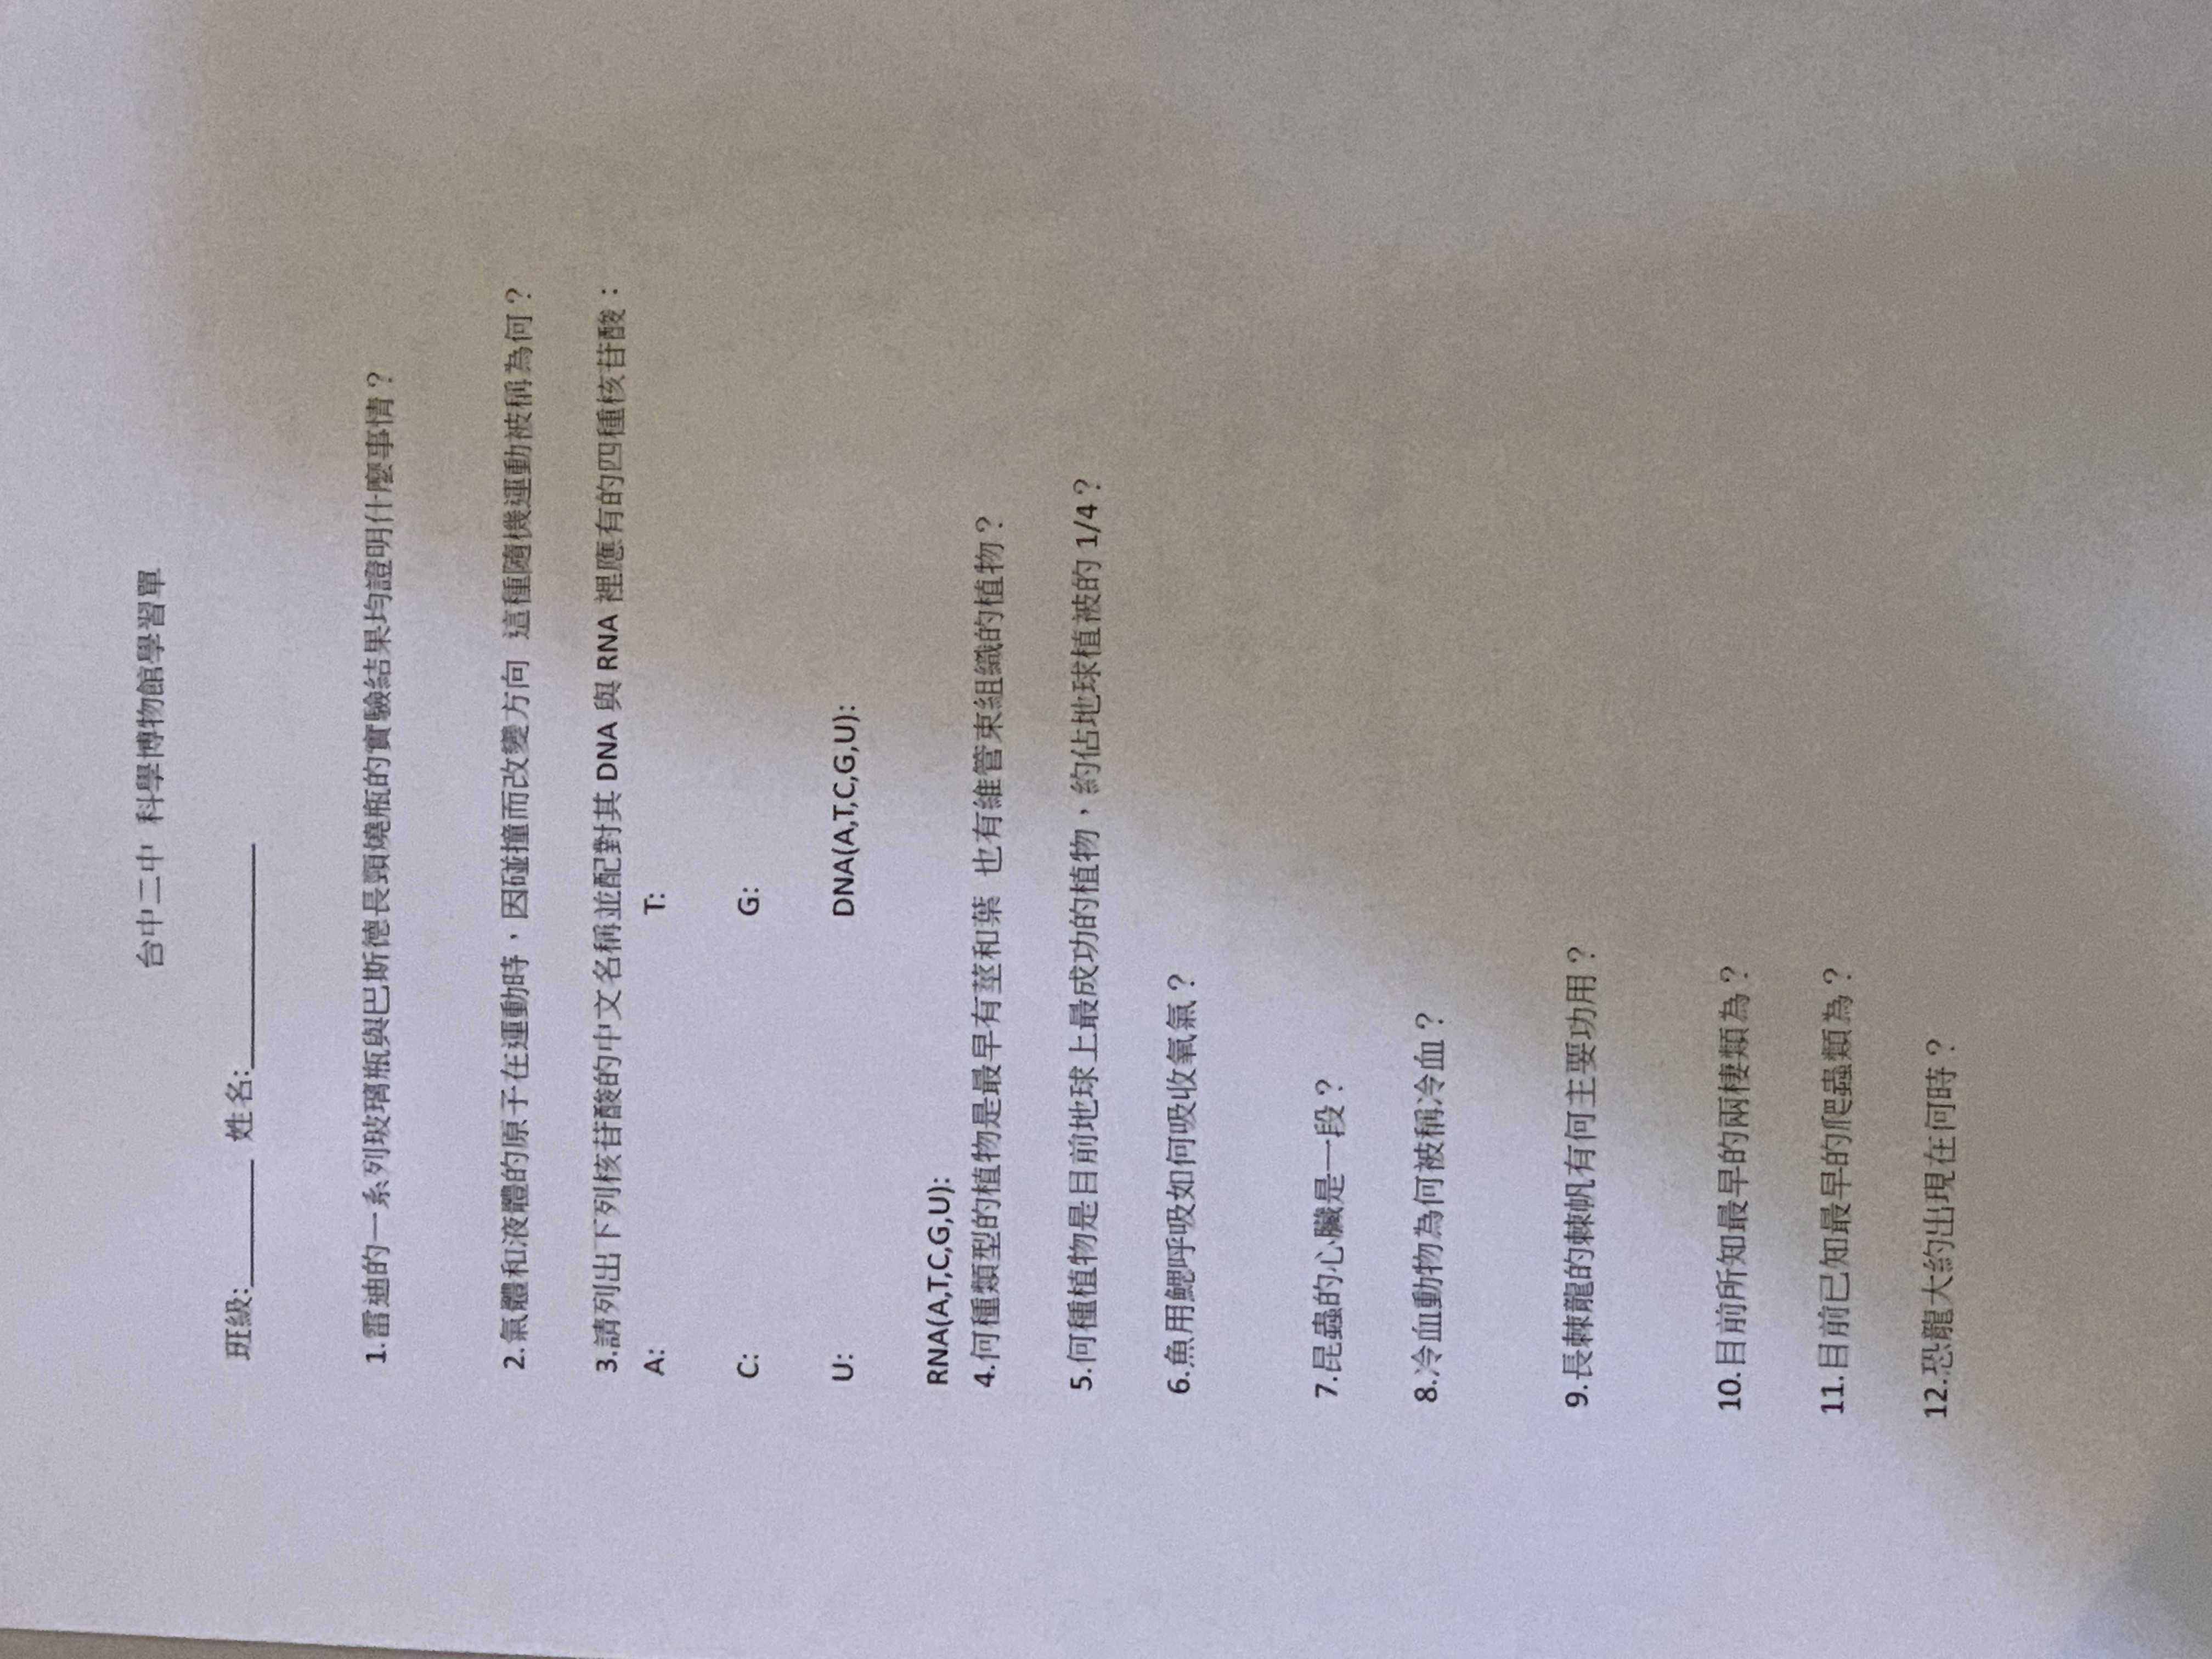 台中二中 科學博物館學習單
班級:________ 姓名:______________
1.雷迪的一系列玻璃瓶與巴斯德長頸燒瓶的實驗結果均證明什麼事情？
2.氣體和液體的原子在運動時，因碰撞而改變方向 這種隨機運動被稱為何？
3.請列出下列核苷酸的中文名稱並配對其 DNA 與 RNA 裡應有的四種核苷酸：
A: T:
C: G:
U: DNA(A,T,C,G,U):
RNA(A,T,C,G,U):
4.何種類型的植物是最早有莖和葉 也有維管束組織的植物？
5.何種植物是目前地球上最成功的植物，約佔地球植被的 1/4？
6.魚用鰓呼吸如何吸收氧氣？
7.昆蟲的心臟是一段？
8.冷血動物為何被稱冷血？
9.長棘龍的棘帆有何主要功用？
10.目前所知最早的兩棲類為？
11.目前已知最早的爬蟲類為？
12.恐龍大約出現在何時？